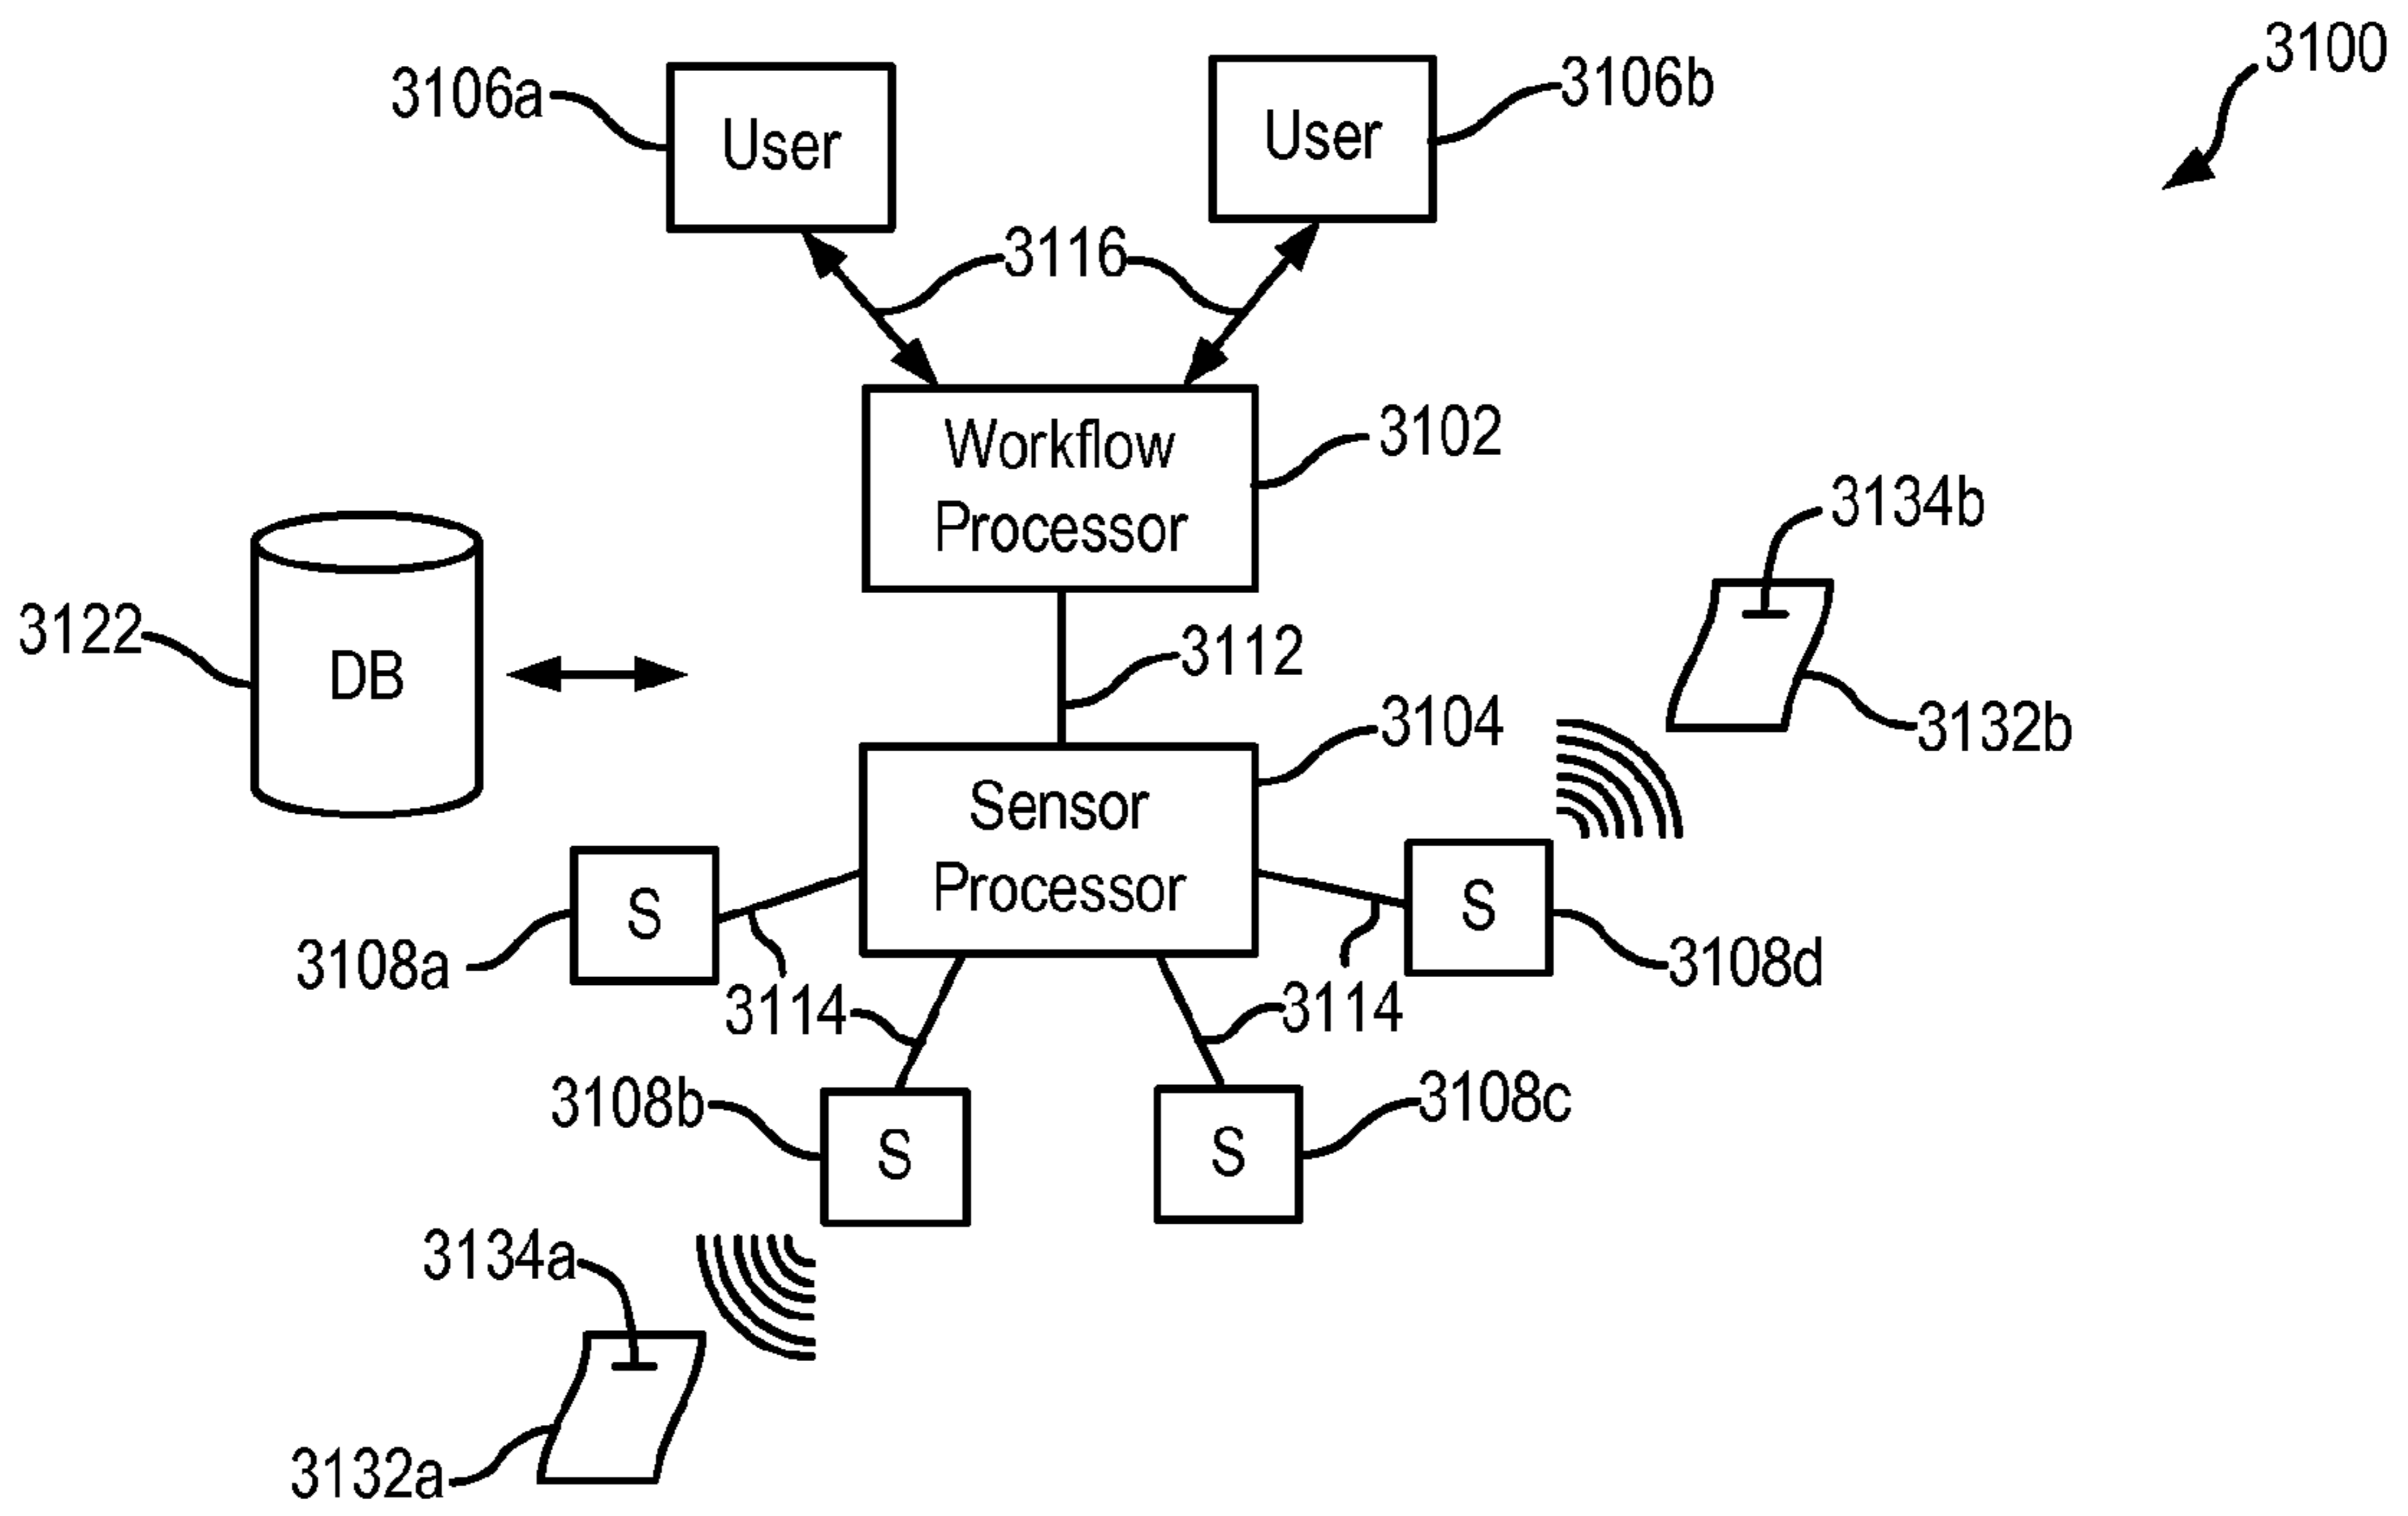 3100
3106a
User
User
3106b
3116
Workflow
Processor
3102
3134b
3122
DB
3112
3132b
3104
Sensor
Processor
3108a
S
S
3108d
3114
3114
3108b
S
S
3108c
3134a
3132a